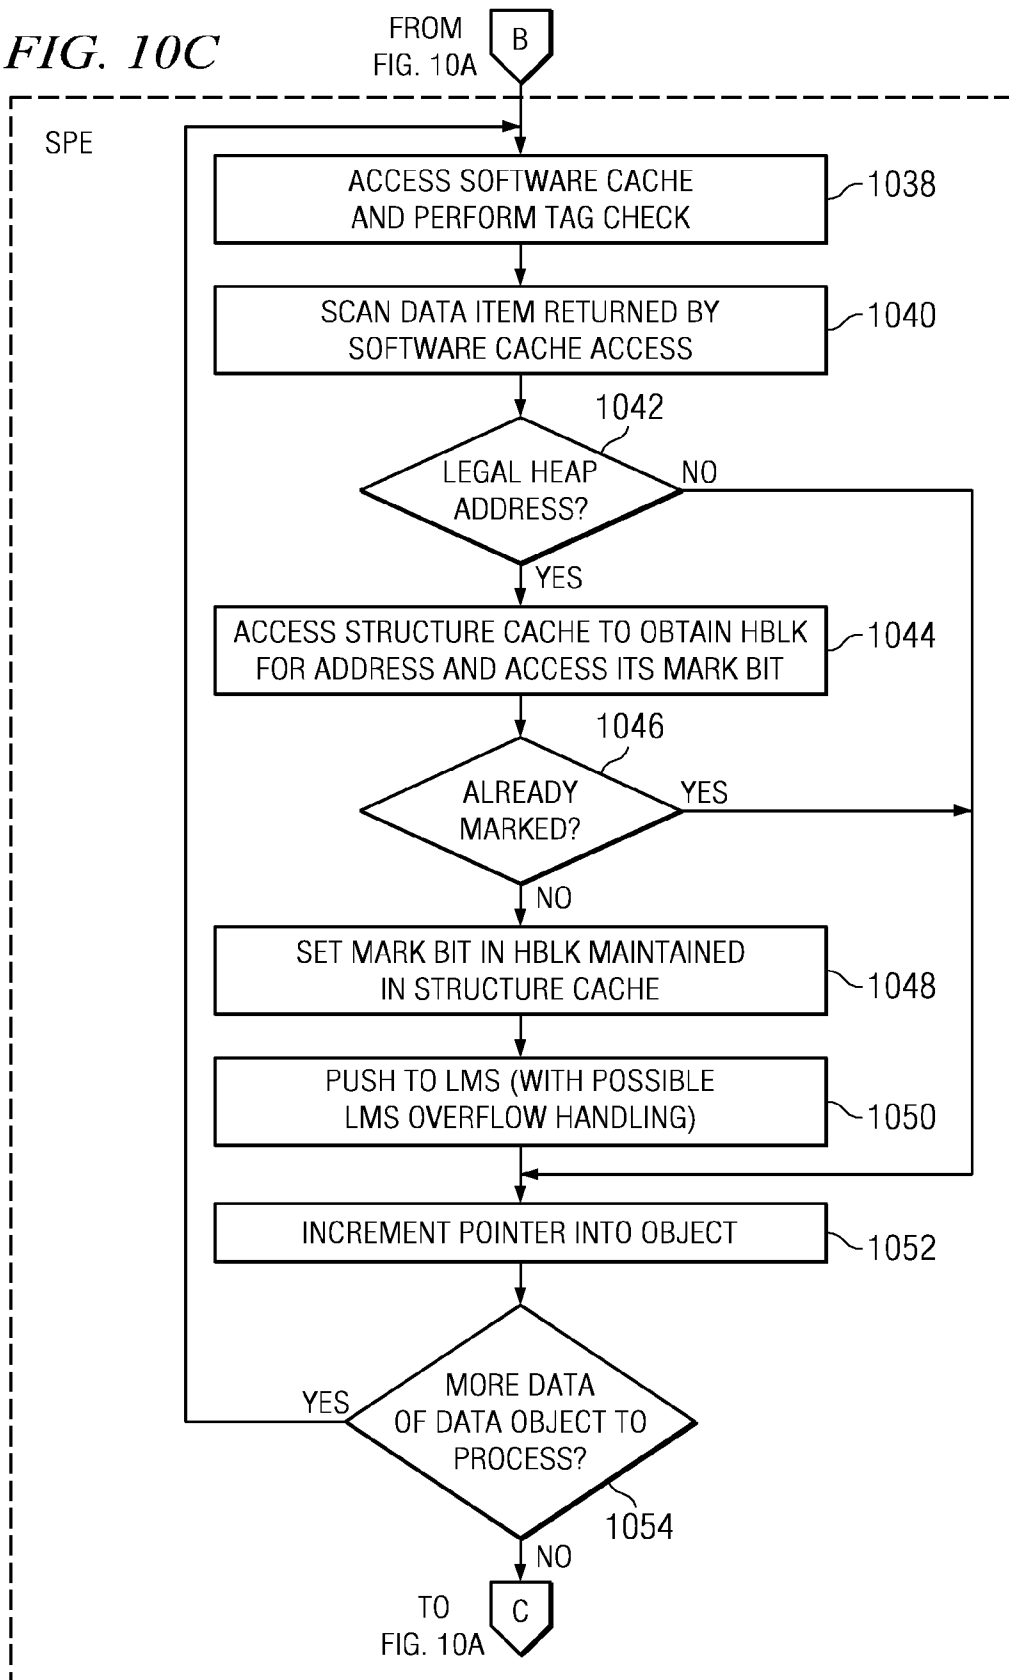 FIG. 10C
FROM
FIG. 10A
B
SPE
ACCESS SOFTWARE CACHE
AND PERFORM TAG CHECK
1038
SCAN DATA ITEM RETURNED BY
SOFTWARE CACHE ACCESS
1040
1042
LEGAL HEAP
ADDRESS?
NO
YES
ACCESS STRUCTURE CACHE TO OBTAIN HBLK
FOR ADDRESS AND ACCESS ITS MARK BIT
1044
1046
ALREADY
MARKED?
YES
NO
SET MARK BIT IN HBLK MAINTAINED
IN STRUCTURE CACHE
1048
PUSH TO LMS (WITH POSSIBLE
LMS OVERFLOW HANDLING)
1050
INCREMENT POINTER INTO OBJECT
1052
MORE DATA
OF DATA OBJECT TO
PROCESS?
YES
1054
NO
TO
FIG. 10A
C